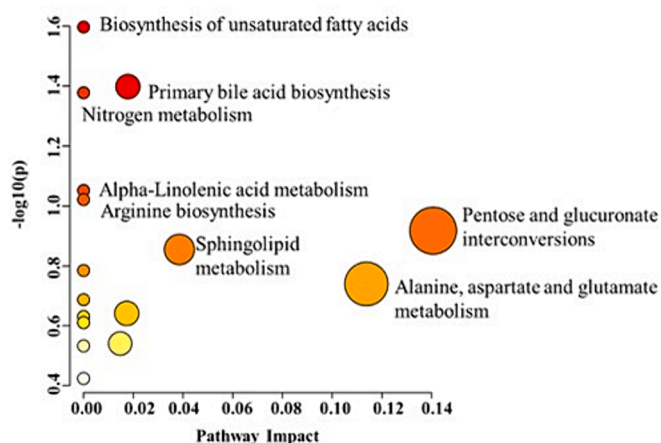 1.6
Biosynthesis of unsaturated fatty acids
1.4
Primary bile acid biosynthesis
Nitrogen metabolism
1.2
-log10(p)
Alpha-Linolenic acid metabolism
1.0
Arginine biosynthesis
Pentose and glucuronate
interconversions
Sphingolipid
metabolism
0.8
Alanine, aspartate and glutamate
metabolism
0.6
0.4
0.00 0.02 0.04 0.06 0.08 0.10 0.12 0.14
Pathway Impact